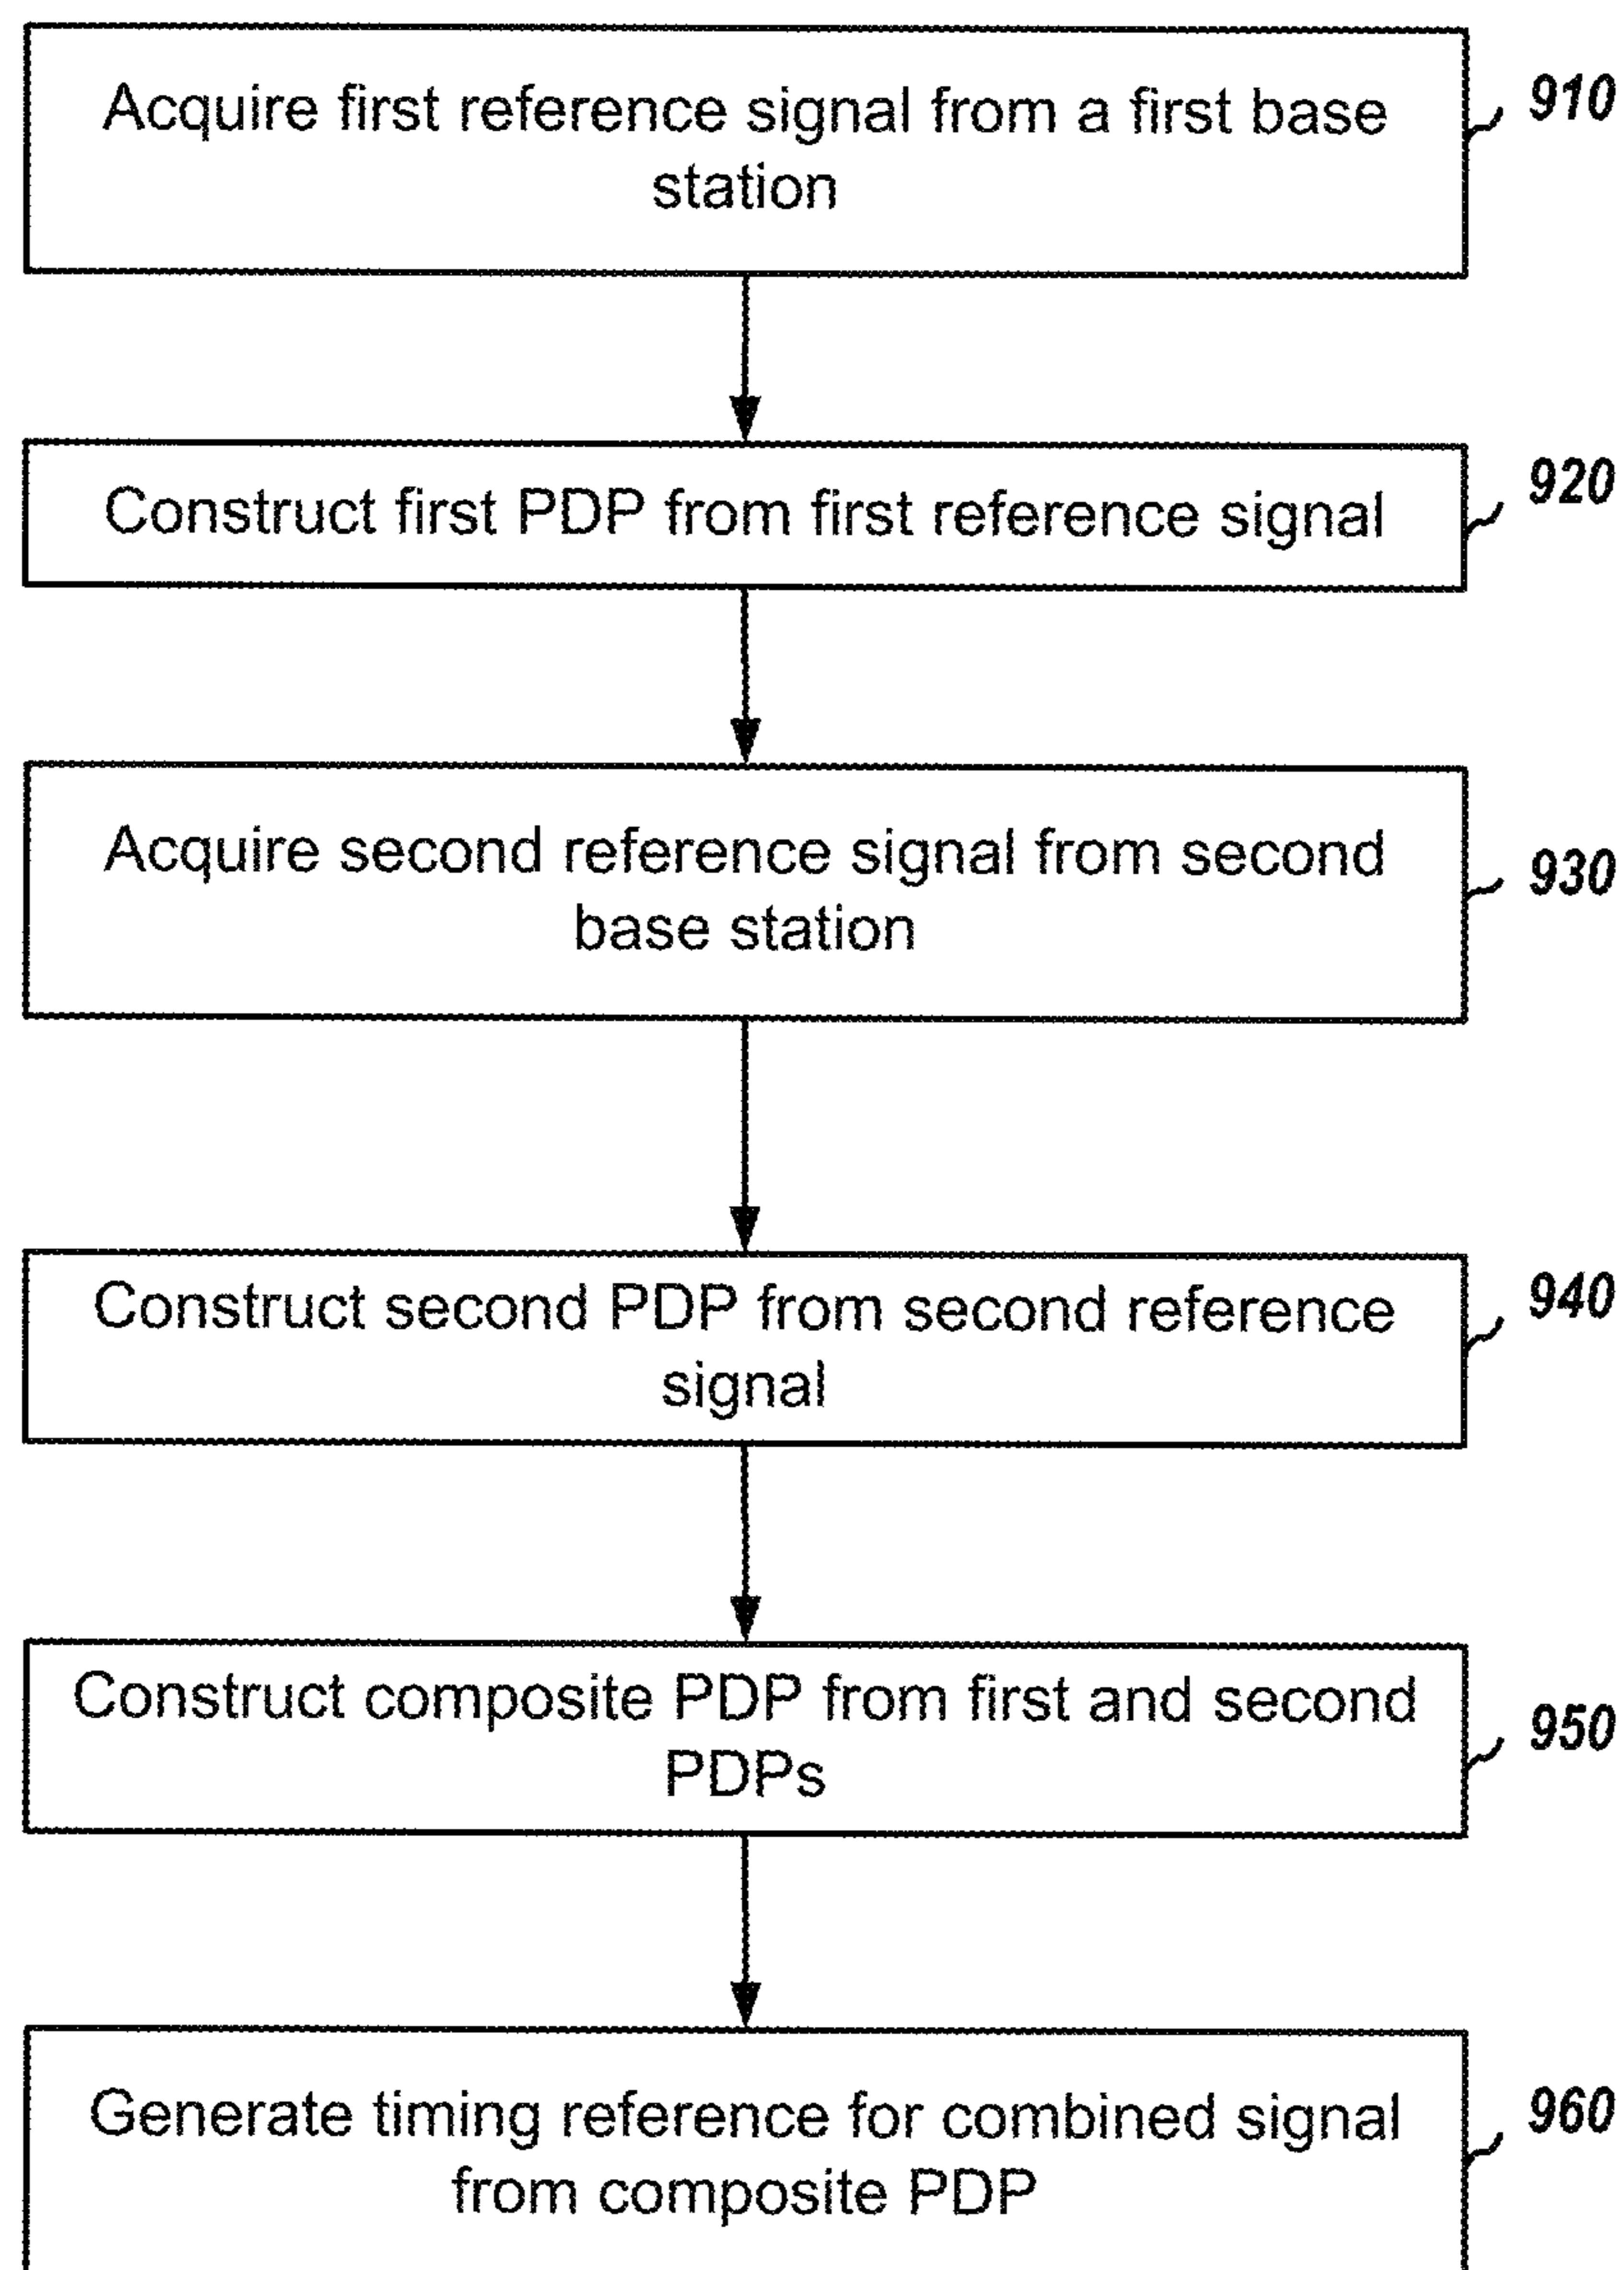 Acquire first reference signal from a first base
station
910
Construct first PDP from first reference signal
920
Acquire second reference signal from second
base station
930
Construct second PDP from second reference
signal
940
Construct composite PDP from first and second
PDPs
950
Generate timing reference for combined signal
from composite PDP
960